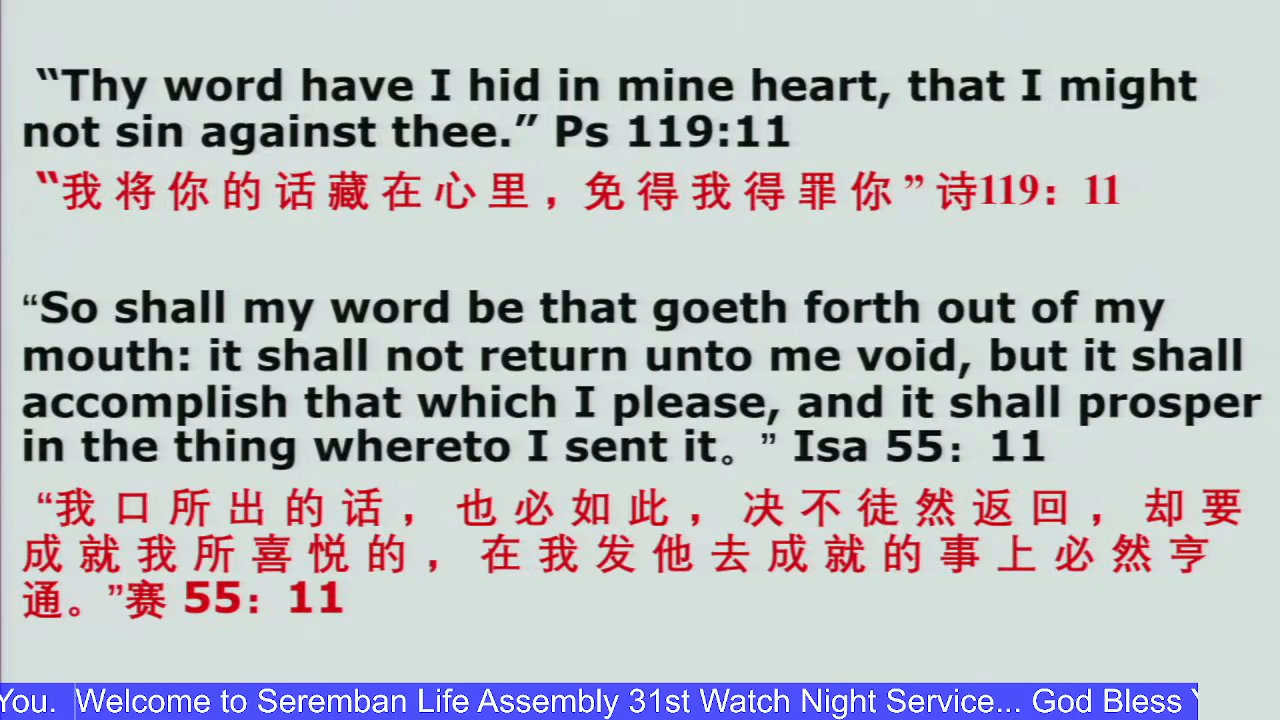 “Thy word have I hid in mine heart, that I might
not sin against thee.” Ps 119:11
“我将你的话藏在心里，免得我得罪你” 诗119：11
“So shall my word be that goeth forth out of my
mouth: it shall not return unto me void, but it shall
accomplish that which I please, and it shall prosper
in the thing whereto I sent it。” Isa 55：11
“我口所出的话，也必如此，决不徒然返回，却要
成就我所喜悦的，在我发他去成就的事上必然亨
通。”赛 55：11
You. Welcome to Seremban Life Assembly 31st Watch Night Service... God Bless